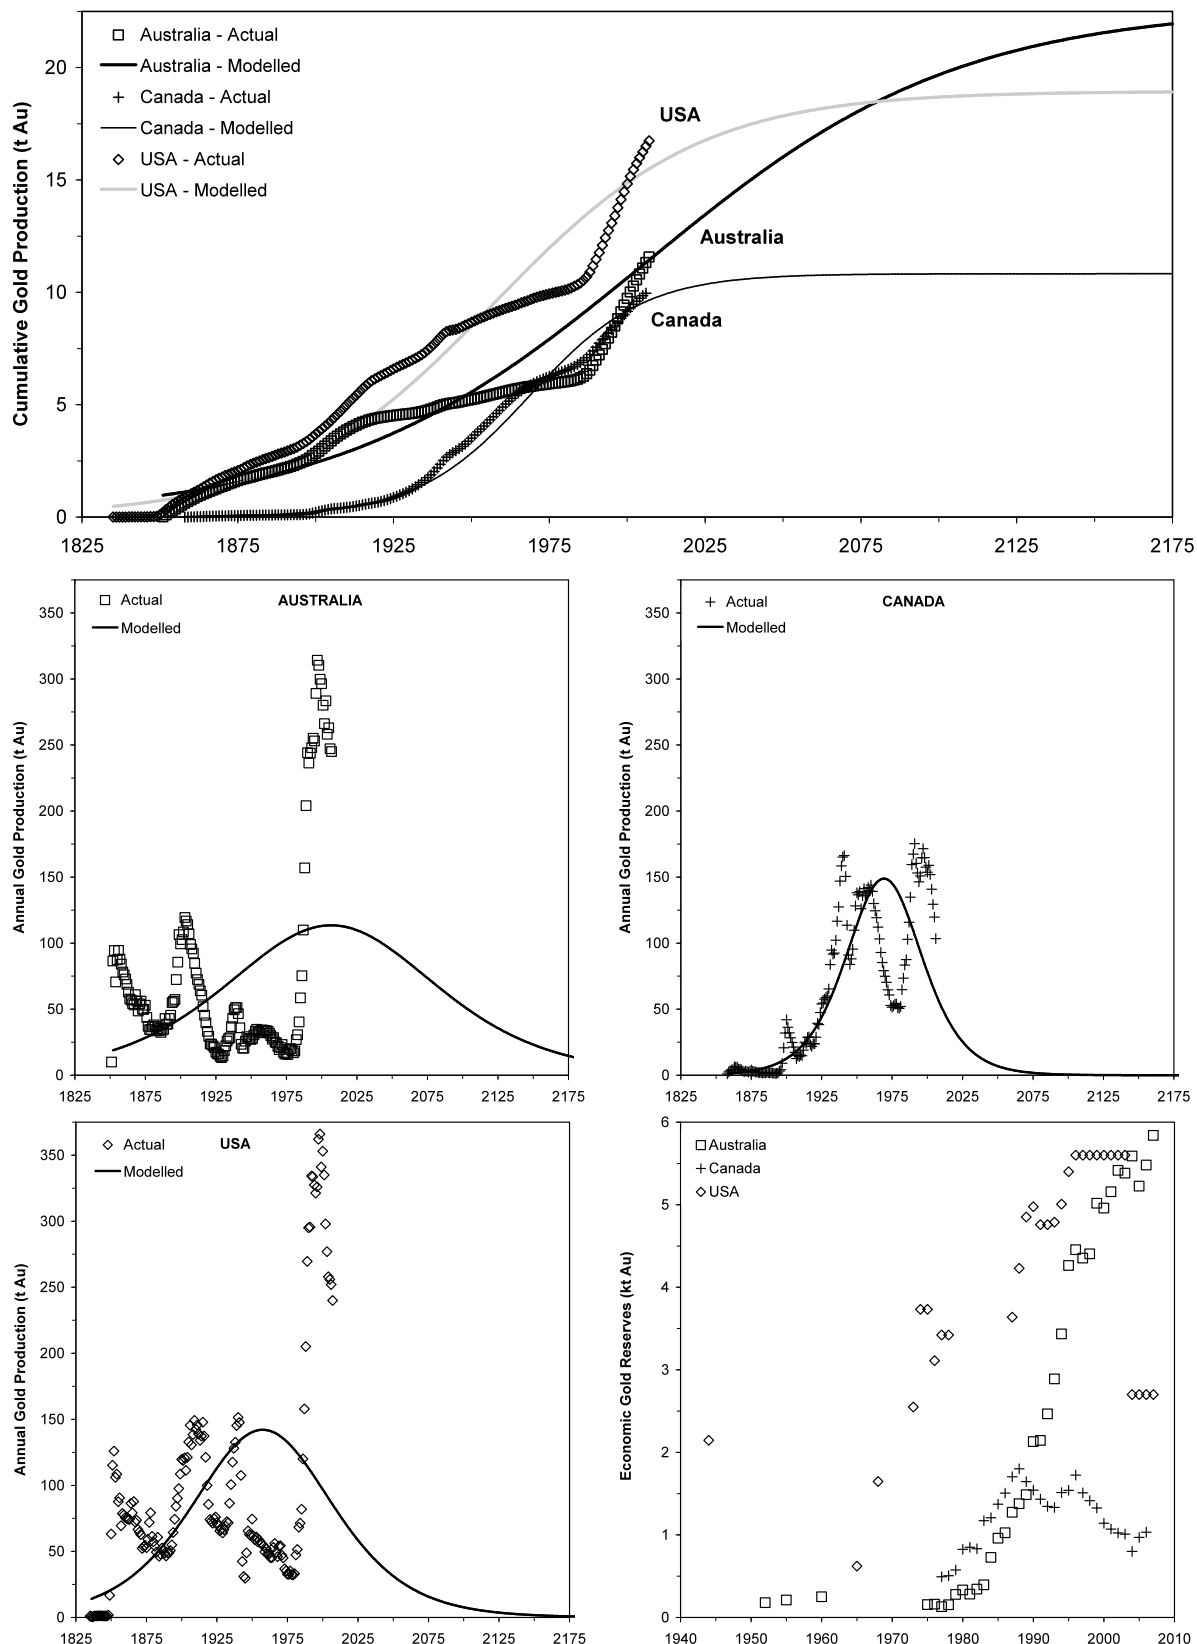 Cumulative Gold Production (t Au)
20
15
10
5
0
Australia - Actual
Australia - Modelled
Canada - Actual
Canada - Modelled
USA - Actual
USA - Modelled
USA
Australia
Canada
1825 1875 1925 1975 2025 2075 2125 2175
Annual Gold Production (t Au)
350
300
250
200
150
100
50
0
Actual
Modelled
AUSTRALIA
1825 1875 1925 1975 2025 2075 2125 2175
Annual Gold Production (t Au)
350
300
250
200
150
100
50
0
Actual
Modelled
CANADA
1825 1875 1925 1975 2025 2075 2125 2175
Annual Gold Production (t Au)
350
300
250
200
150
100
50
0
Actual
Modelled
USA
1825 1875 1925 1975 2025 2075 2125 2175
Economic Gold Reserves (kt Au)
6
5
4
3
2
1
0
Australia
Canada
USA
1940 1950 1960 1970 1980 1990 2000 2010